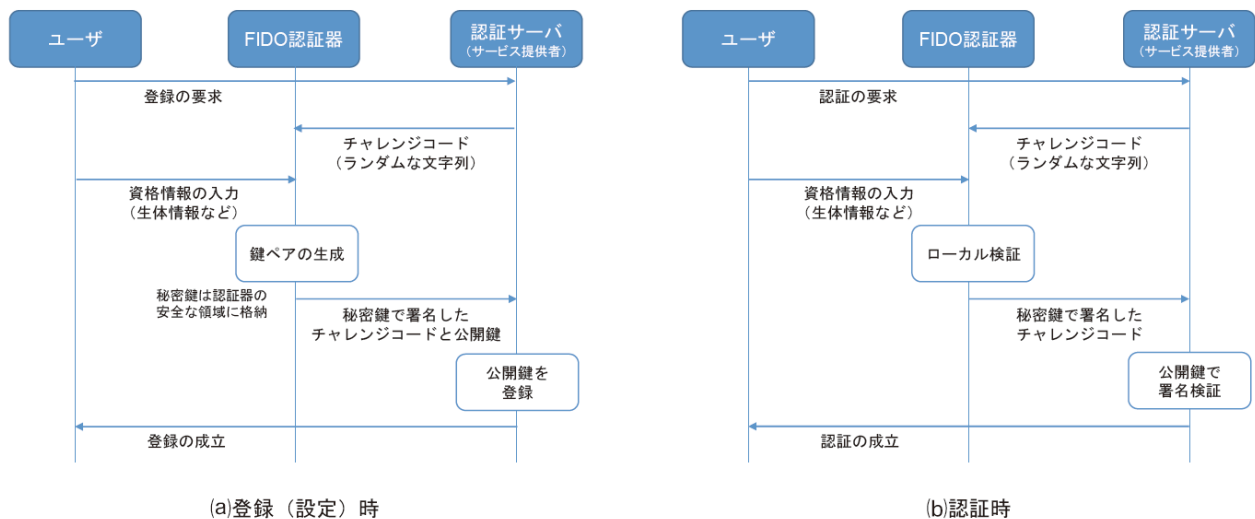 ユーザ
FIDO認証器
認証サーバ
（サービス提供者）
登録の要求
チャレンジコード
（ランダムな文字列）
資格情報の入力
（生体情報など）
鍵ペアの生成
秘密鍵は認証器の
安全な領域に格納
秘密鍵で署名した
チャレンジコードと公開鍵
公開鍵を
登録
登録の成立
(a)登録（設定）時
ユーザ
FIDO認証器
認証サーバ
（サービス提供者）
認証の要求
チャレンジコード
（ランダムな文字列）
資格情報の入力
（生体情報など）
ローカル検証
秘密鍵で署名した
チャレンジコード
公開鍵で
署名検証
認証の成立
(b)認証時